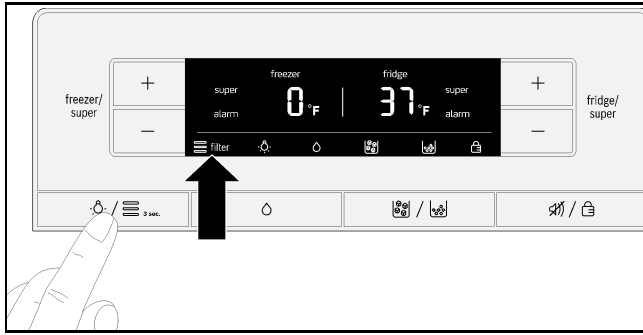 freezer/
super
+
−
freezer
fridge
super
alarm
0 °F
37 °F
super
alarm
filter
+
−
fridge/
super
/ 3 sec.
/
/